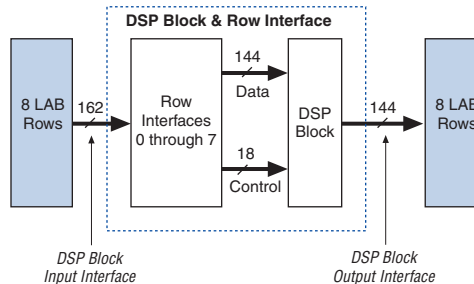 DSP Block & Row Interface
8 LAB
Rows
162
Row
Interfaces
0 through 7
144
Data
18
Control
DSP
Block
144
8 LAB
Rows
DSP Block
Input Interface
DSP Block
Output Interface